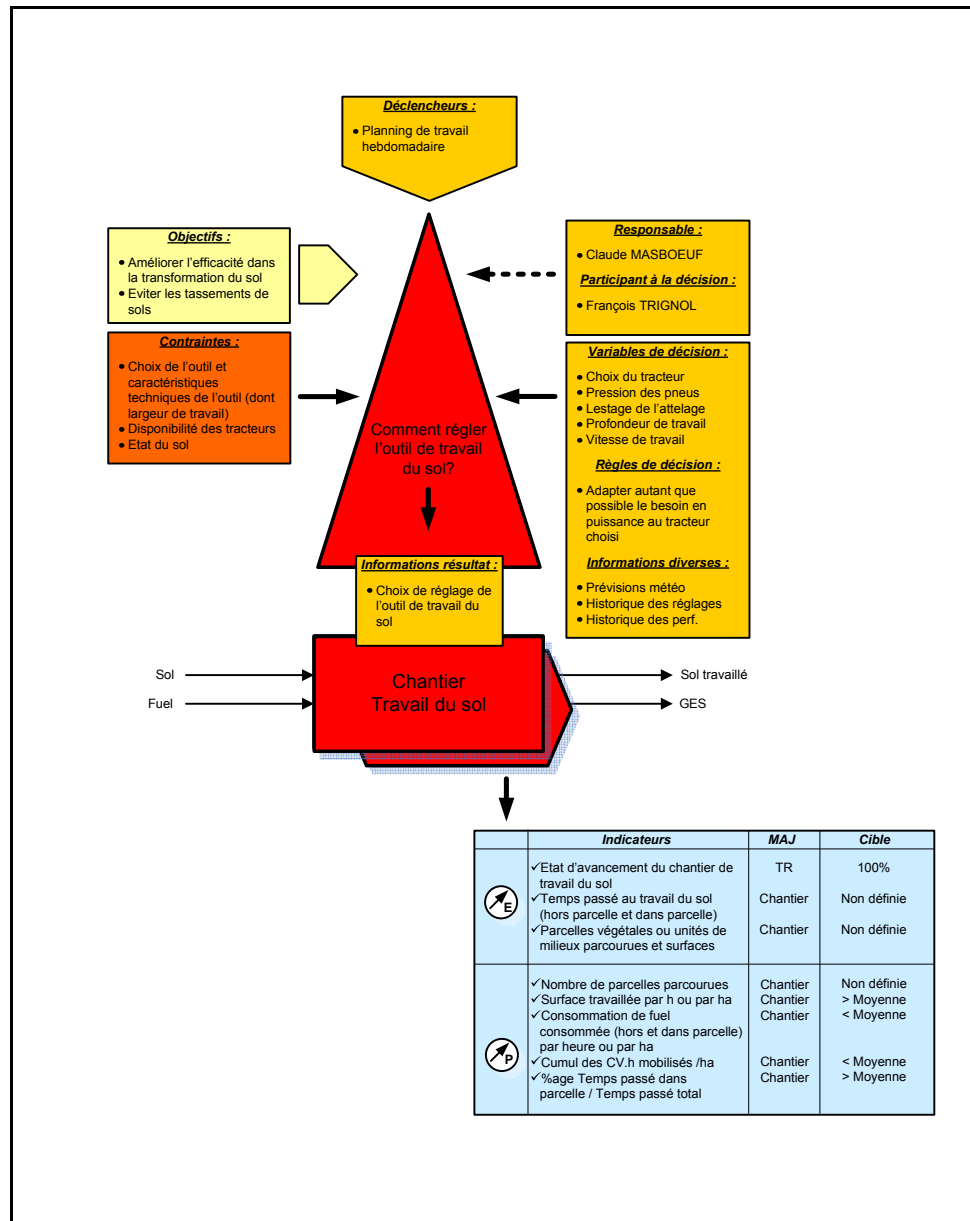 Déclencheurs :
• Planning de travail
hebdomadaire
Objectifs :
• Améliorer l'efficacité dans
la transformation du sol
• Eviter les tassements de
sols
Responsable :
• Claude MASBOEUF
Participant à la décision :
• François TRIGNOL
Contraintes :
• Choix de l'outil et
caractéristiques
techniques de l'outil (dont
largeur de travail)
• Disponibilité des tracteurs
• Etat du sol
Variables de décision :
• Choix du tracteur
• Pression des pneus
• Lestage de l'attelage
• Profondeur de travail
• Vitesse de travail
Règles de décision :
• Adapter autant que
possible le besoin en
puissance au tracteur
choisi
Informations diverses :
• Prévisions météo
• Historique des réglages
• Historique des perf.
Comment régler
l'outil de travail
du sol?
Informations résultat :
• Choix de réglage de
l'outil de travail du
sol
Sol
Fuel
Chantier
Travail du sol
Sol travaillé
GES
Indicateurs MAJ Cible
E
✓Etat d'avancement du chantier de TR 100%
travail du sol
✓Temps passé au travail du sol Chantier Non définie
(hors parcelle et dans parcelle)
✓Parcelles végétales ou unités de Chantier Non définie
milieux parcourues et surfaces
P
✓Nombre de parcelles parcourues Chantier Non définie
✓Surface travaillée par h ou par ha Chantier > Moyenne
✓Consommation de fuel Chantier < Moyenne
consommée (hors et dans parcelle)
par heure ou par ha
✓Cumul des CV.h mobilisés /ha Chantier < Moyenne
✓%age Temps passé dans Chantier > Moyenne
parcelle / Temps passé total